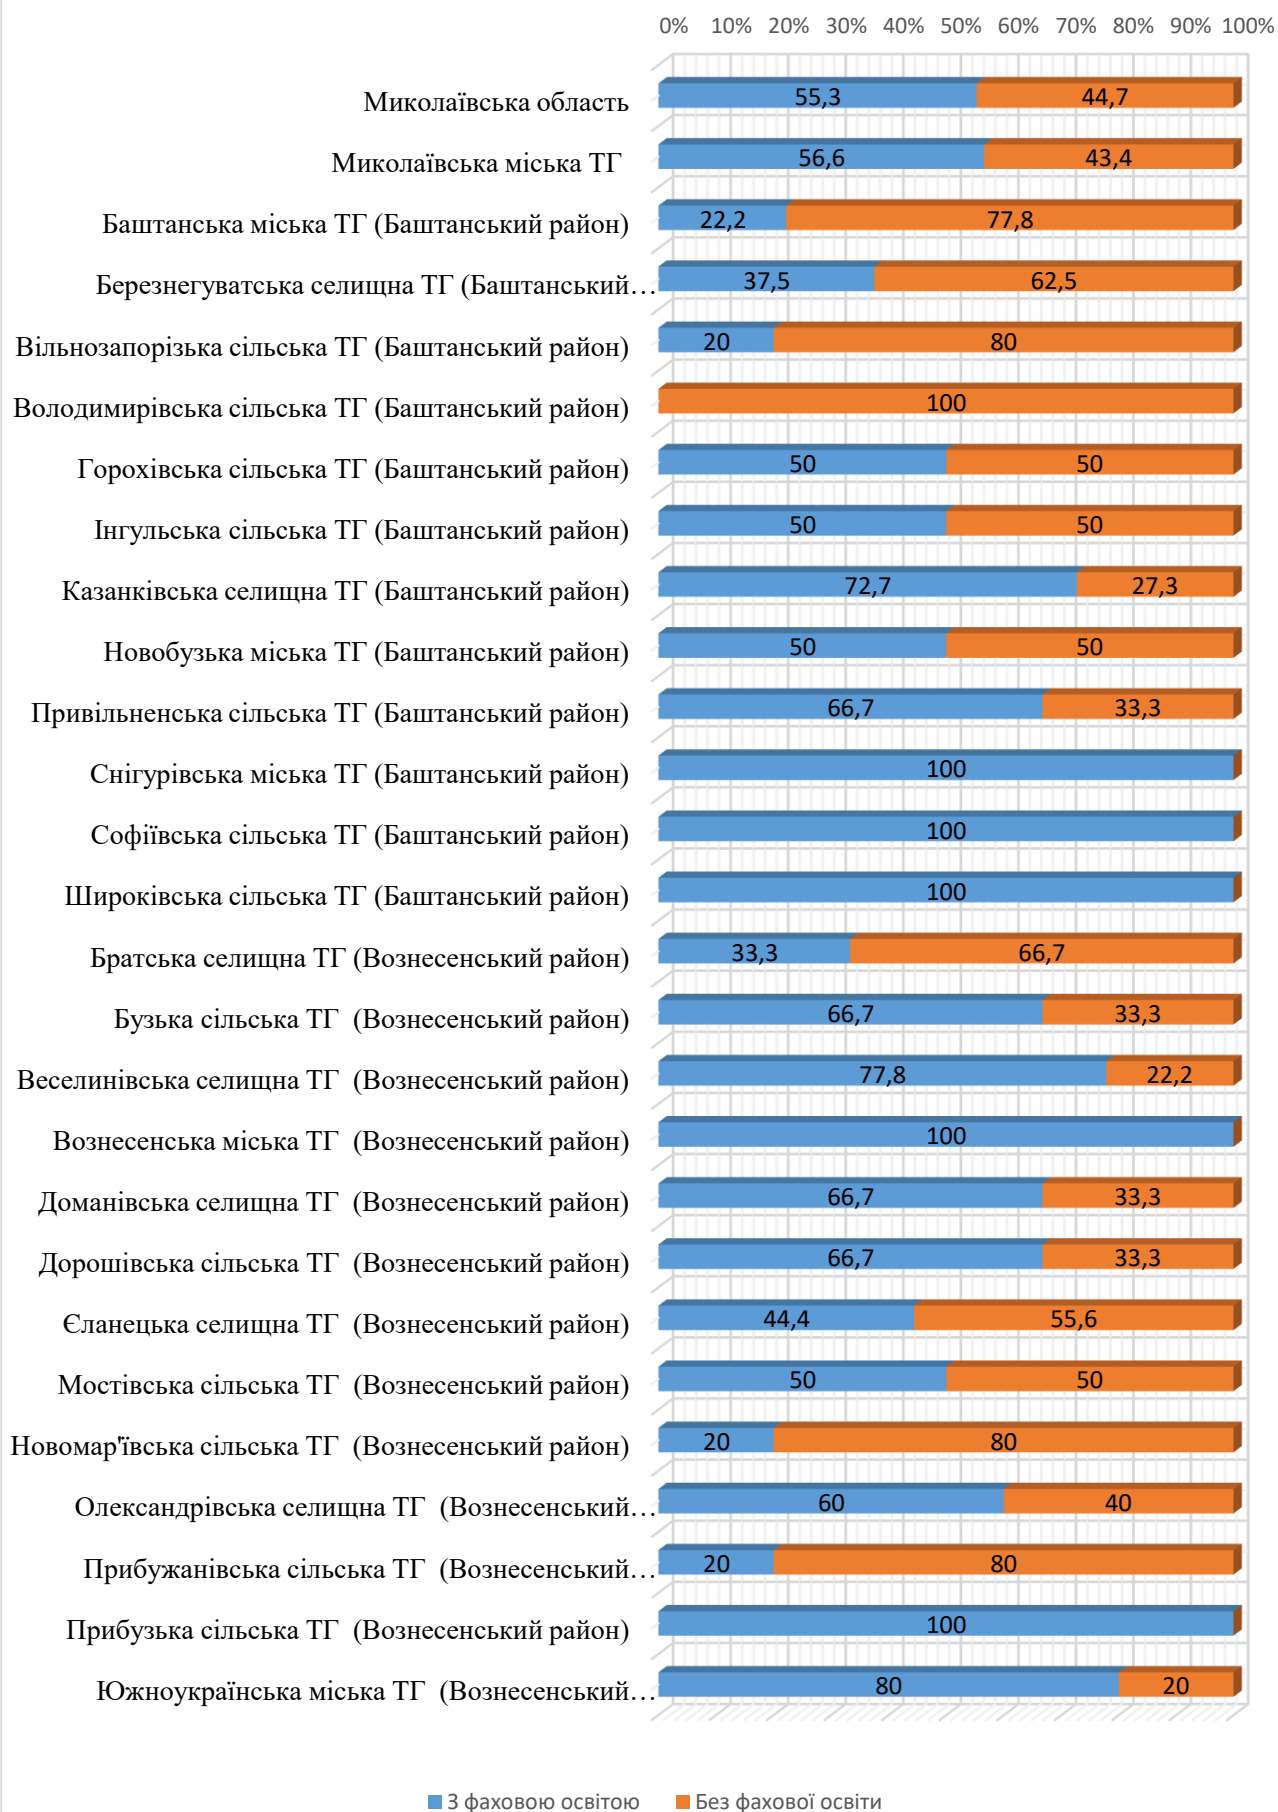 0% 10% 20% 30% 40% 50% 60% 70% 80% 90% 100%
Миколаївська область 55,3 44,7
Миколаївська міська ТГ 56,6 43,4
Баштанська міська ТГ (Баштанський район) 22,2 77,8
Березнегуватська селищна ТГ (Баштанський… 37,5 62,5
Вільнозапорізька сільська ТГ (Баштанський район) 20 80
Володимирівська сільська ТГ (Баштанський район) 100
Горохівська сільська ТГ (Баштанський район) 50 50
Інгульська сільська ТГ (Баштанський район) 50 50
Казанківська селищна ТГ (Баштанський район) 72,7 27,3
Новобузька міська ТГ (Баштанський район) 50 50
Привільненська сільська ТГ (Баштанський район) 66,7 33,3
Снігурівська міська ТГ (Баштанський район) 100
Софіївська сільська ТГ (Баштанський район) 100
Широківська сільська ТГ (Баштанський район) 100
Братська селищна ТГ (Вознесенський район) 33,3 66,7
Бузька сільська ТГ (Вознесенський район) 66,7 33,3
Веселинівська селищна ТГ (Вознесенський район) 77,8 22,2
Вознесенська міська ТГ (Вознесенський район) 100
Доманівська селищна ТГ (Вознесенський район) 66,7 33,3
Дорошівська сільська ТГ (Вознесенський район) 66,7 33,3
Єланецька селищна ТГ (Вознесенський район) 44,4 55,6
Мостівська сільська ТГ (Вознесенський район) 50 50
Новомар'ївська сільська ТГ (Вознесенський район) 20 80
Олександрівська селищна ТГ (Вознесенський… 60 40
Прибужанівська сільська ТГ (Вознесенський… 20 80
Прибузька сільська ТГ (Вознесенський район) 100
Южноукраїнська міська ТГ (Вознесенський… 80 20
З фаховою освітою Без фахової освіти